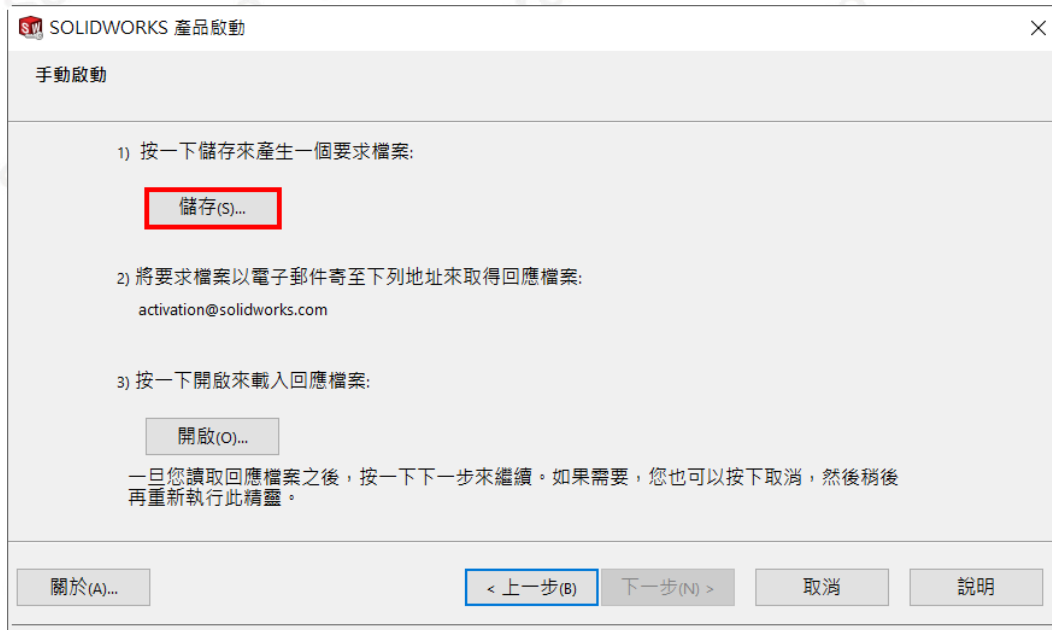 SOLIDWORKS 產品啟動
手動啟動
1) 按一下儲存來產生一個要求檔案:
儲存(S)...
2) 將要求檔案以電子郵件寄至下列地址來取得回應檔案:
activation@solidworks.com
3) 按一下開啟來載入回應檔案:
開啟(O)...
一旦您讀取回應檔案之後，按一下下一步來繼續。如果需要，您也可以按下取消，然後稍後
再重新執行此精靈。
關於(A)... < 上一步(B) 下一步(N) > 取消 說明